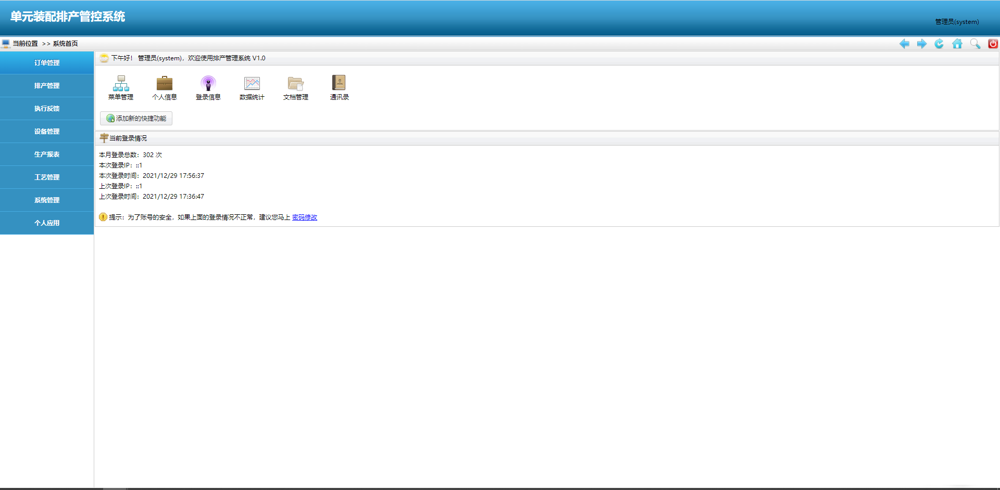 单元装配排产管控系统
管理员(system)
当前位置 >> 系统首页
订单管理
排产管理
执行反馈
设备管理
生产报表
工艺管理
系统管理
个人应用
下午好! 管理员(system),欢迎使用排产管理系统 V1.0
菜单管理 个人信息 登录信息 数据统计 文档管理 通讯录
添加新的快捷功能
当前登录情况
本月登录总数:302 次
本次登录IP:::1
本次登录时间:2021/12/29 17:56:37
上次登录IP:::1
上次登录时间:2021/12/29 17:36:47
提示:为了账号的安全,如果上面的登录情况不正常,建议您马上 密码修改